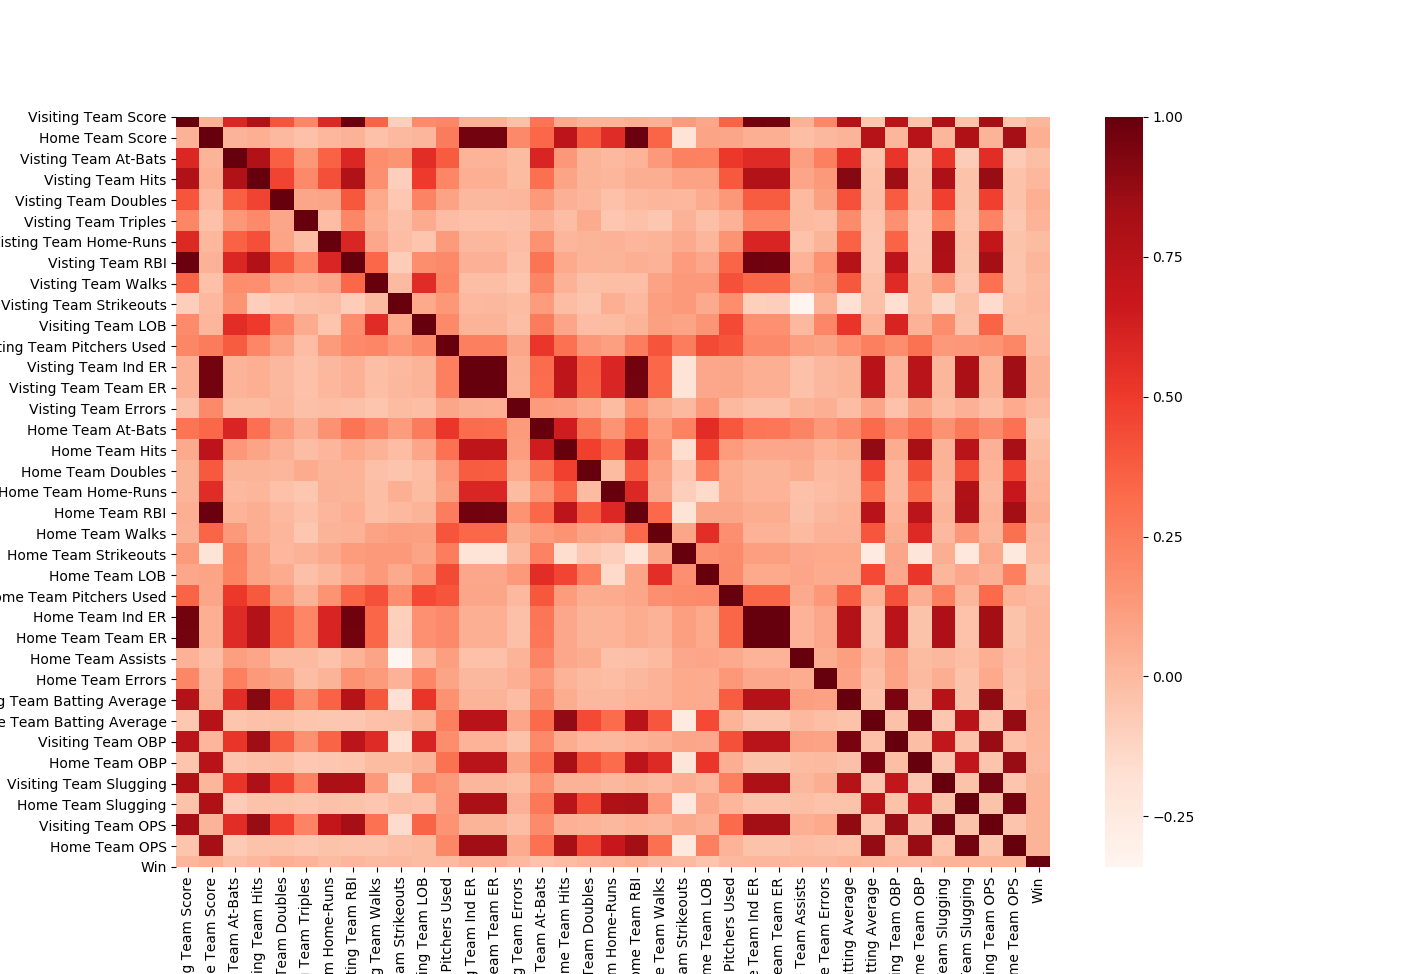 Visiting Team Score
Home Team Score
Visting Team At-Bats
Visting Team Hits
Visting Team Doubles
Visting Team Triples
isting Team Home-Runs
Visting Team RBI
Visting Team Walks
Visting Team Strikeouts
Visiting Team LOB
ting Team Pitchers Used
Visting Team Ind ER
Visting Team Team ER
Visting Team Errors
Home Team At-Bats
Home Team Hits
Home Team Doubles
Home Team Home-Runs
Home Team RBI
Home Team Walks
Home Team Strikeouts
Home Team LOB
ome Team Pitchers Used
Home Team Ind ER
Home Team Team ER
Home Team Assists
Home Team Errors
g Team Batting Average
e Team Batting Average
Visiting Team OBP
Home Team OBP
Visiting Team Slugging
Home Team Slugging
Visiting Team OPS
Home Team OPS
Win
g Team Score
e Team Score
Team At-Bats
ing Team Hits
Team Doubles
Team Triples
m Home-Runs
ting Team RBI
g Team Walks
am Strikeouts
ing Team LOB
Pitchers Used
g Team Ind ER
Team Team ER
g Team Errors
Team At-Bats
ome Team Hits
Team Doubles
m Home-Runs
ome Team RBI
me Team Walks
am Strikeouts
ome Team LOB
Pitchers Used
e Team Ind ER
Team Team ER
e Team Assists
e Team Errors
tting Average
tting Average
ing Team OBP
me Team OBP
eam Slugging
eam Slugging
ing Team OPS
me Team OPS
Win
1.00
0.75
0.50
0.25
0.00
−0.25